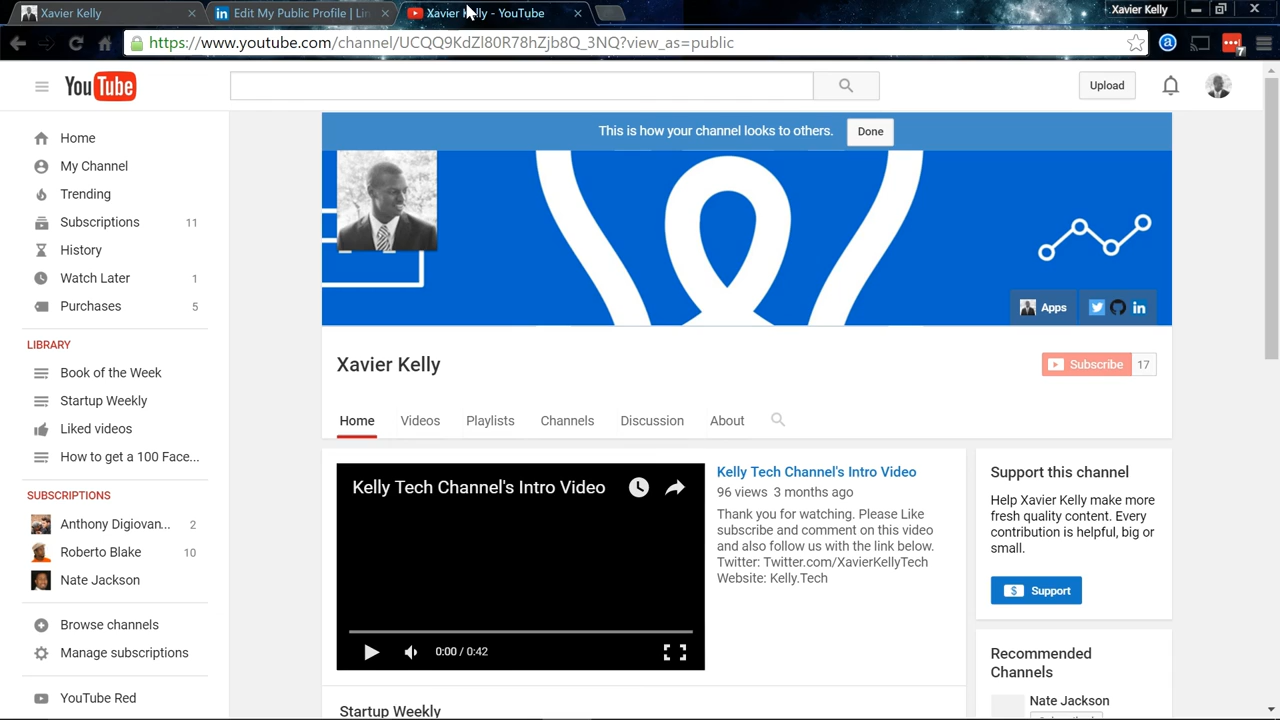 Xavier Kelly
Edit My Public Profile | Lin
Xavier Kelly - YouTube
Xavier Kelly
https://www.youtube.com/channel/UCQQ9KdZl80R78hZjb8Q_3NQ?view_as=public
7
YouTube
Upload
This is how your channel looks to others.
Done
Home
My Channel
Trending
Subscriptions 11
History
Watch Later 1
Purchases 5
LIBRARY
Book of the Week
Startup Weekly
Liked videos
How to get a 100 Face...
SUBSCRIPTIONS
Anthony Digiovan... 2
Roberto Blake 10
Nate Jackson
Browse channels
Manage subscriptions
YouTube Red
Apps
Xavier Kelly
Subscribe 17
Home Videos Playlists Channels Discussion About
Kelly Tech Channel's Intro Video
0:00 / 0:42
Kelly Tech Channel's Intro Video
96 views 3 months ago
Thank you for watching. Please Like
subscribe and comment on this video
and also follow us with the link below.
Twitter: Twitter.com/XavierKellyTech
Website: Kelly.Tech
Startup Weekly
Support this channel
Help Xavier Kelly make more
fresh quality content. Every
contribution is helpful, big or
small.
$ Support
Recommended
Channels
Nate Jackson